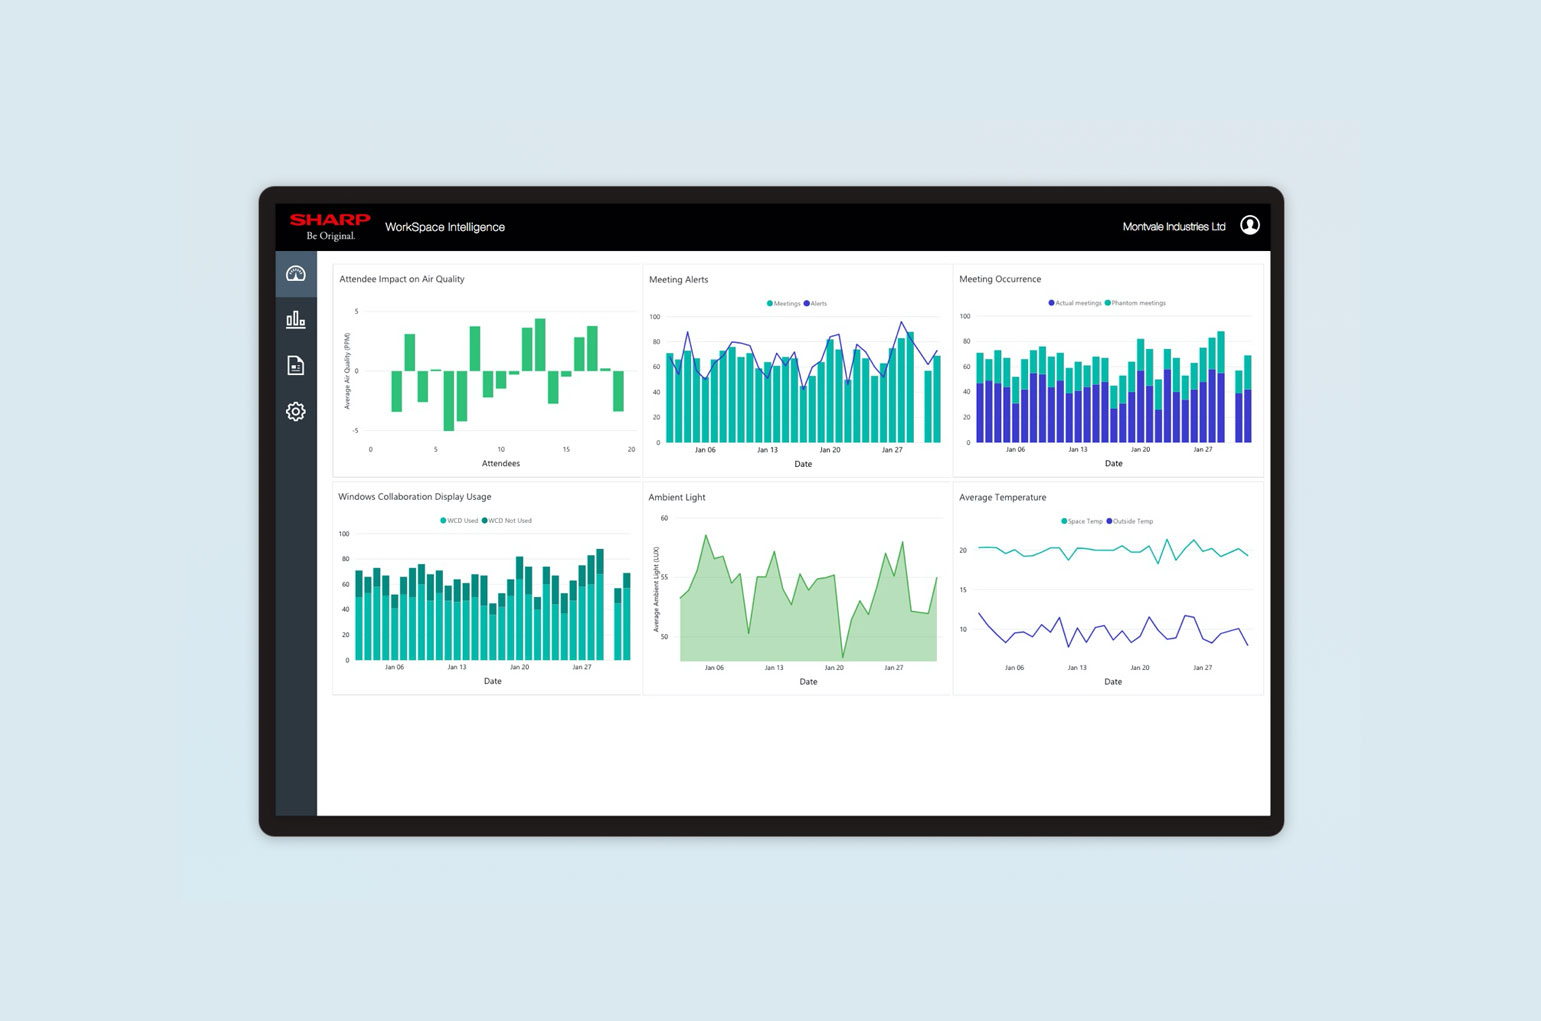 SHARP
Be Original.
WorkSpace Intelligence
Montvale Industries Ltd
Attendee Impact on Air Quality
Average Air Quality (PPM)
5
0
-5
0 5 10 15 20
Attendees
Meeting Alerts
Meetings Alerts
100
80
60
40
20
0
Jan 06 Jan 13 Jan 20 Jan 27
Date
Meeting Occurrence
Actual meetings Phantom meetings
100
80
60
40
20
0
Jan 06 Jan 13 Jan 20 Jan 27
Date
Windows Collaboration Display Usage
WCD Used WCD Not Used
100
80
60
40
20
0
Jan 06 Jan 13 Jan 20 Jan 27
Date
Ambient Light
Average Ambient Light (LUX)
60
55
50
Jan 06 Jan 13 Jan 20 Jan 27
Date
Average Temperature
Space Temp Outside Temp
20
15
10
Jan 06 Jan 13 Jan 20 Jan 27
Date